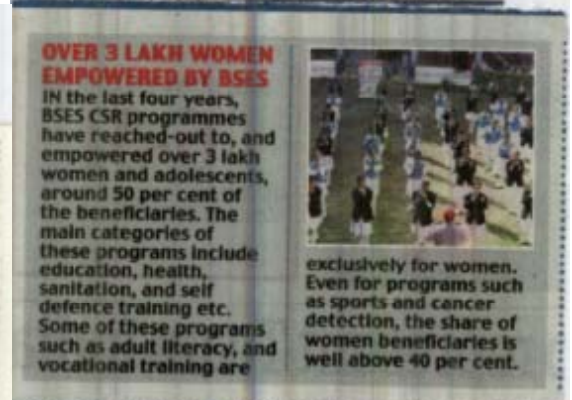 OVER 3 LAKH WOMEN
EMPOWERED BY BSES
IN the last four years,
BSES CSR programmes
have reached-out to, and
empowered over 3 lakh
women and adolescents,
around 50 per cent of
the beneficiaries. The
main categories of
these programs include
education, health,
sanitation, and self
defence training etc.
Some of these programs
such as adult literacy, and
vocational training are
exclusively for women.
Even for programs such
as sports and cancer
detection, the share of
women beneficiaries is
well above 40 per cent.